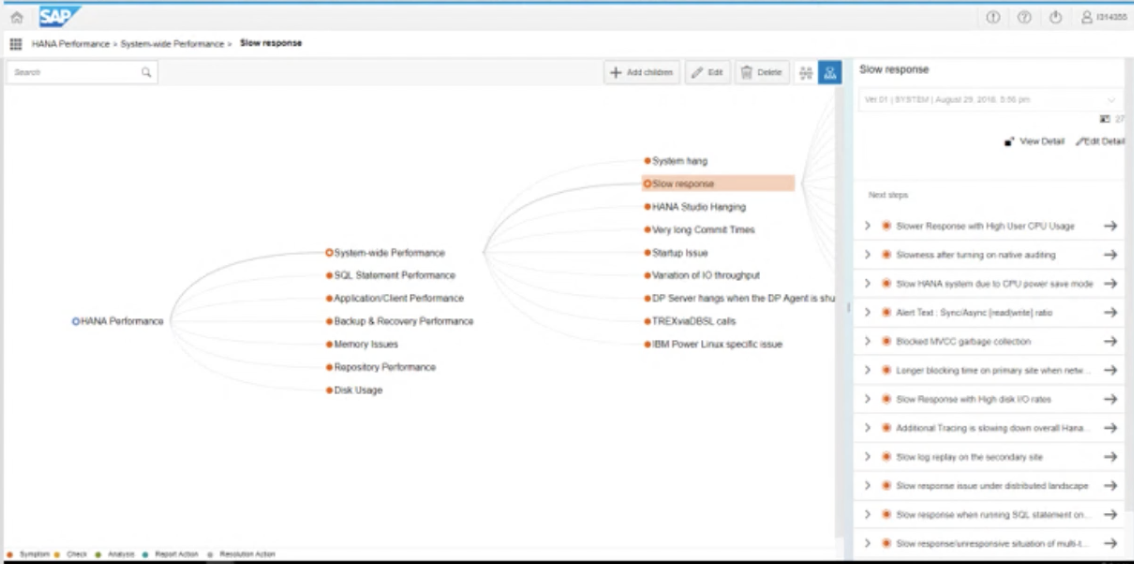 SAP
I314355
HANA Performance > System-wide Performance > Slow response
Search
Add children
Edit
Delete
HANA Performance
System-wide Performance
SQL Statement Performance
Application/Client Performance
Backup & Recovery Performance
Memory Issues
Repository Performance
Disk Usage
System hang
Slow response
HANA Studio Hanging
Very long Commit Times
Startup Issue
Variation of IO throughput
DP Server hangs when the DP Agent is shu
TREXviaDBSL calls
IBM Power Linux specific issue
Symptom Check Analysis Report Action Resolution Action
Slow response
Ver.01 | SYSTEM | August 29, 2016, 5:56 pm
27
View Detail Edit Detail
Next steps
Slower Response with High User CPU Usage
Slowness after turning on native auditing
Slow HANA system due to CPU power save mode
Alert Text : Sync/Async [read|write] ratio
Blocked MVCC garbage collection
Longer blocking time on primary site when netw...
Slow Response with High disk I/O rates
Additional Tracing is slowing down overall Hana...
Slow log replay on the secondary site
Slow response issue under distributed landscape
Slow response when running SQL statement on...
Slow response/unresponsive situation of multi-t...